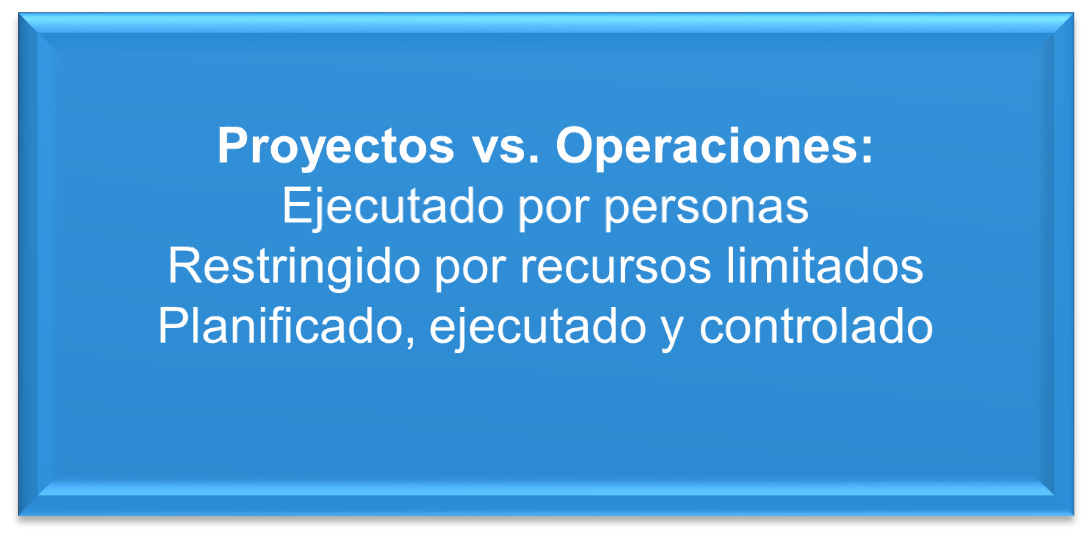 Proyectos vs. Operaciones:
Ejecutado por personas
Restringido por recursos limitados
Planificado, ejecutado y controlado